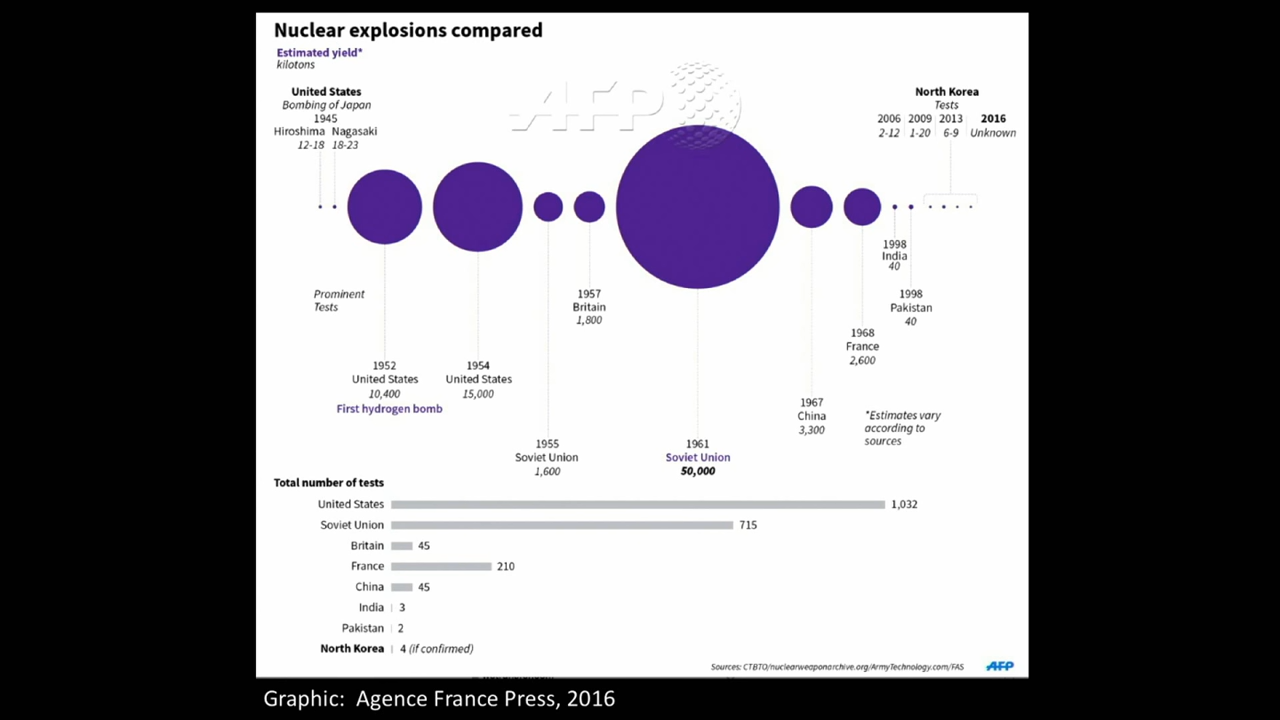 Nuclear explosions compared
Estimated yield*
kilotons
AFP
United States
Bombing of Japan
1945
Hiroshima Nagasaki
12-18 18-23
North Korea
Tests
2006 2009 2013 2016
2-12 1-20 6-9 Unknown
Prominent
Tests
1952
United States
10,400
First hydrogen bomb
1954
United States
15,000
1955
Soviet Union
1,600
1957
Britain
1,800
1961
Soviet Union
50,000
1967
China
3,300
1968
France
2,600
1998
India
40
1998
Pakistan
40
*Estimates vary
according to
sources
Total number of tests
United States 1,032
Soviet Union 715
Britain 45
France 210
China 45
India 3
Pakistan 2
North Korea 4 (if confirmed)
Sources: CTBTO/nuclearweaponarchive.org/ArmyTechnology.com/FAS
AFP
Graphic: Agence France Press, 2016